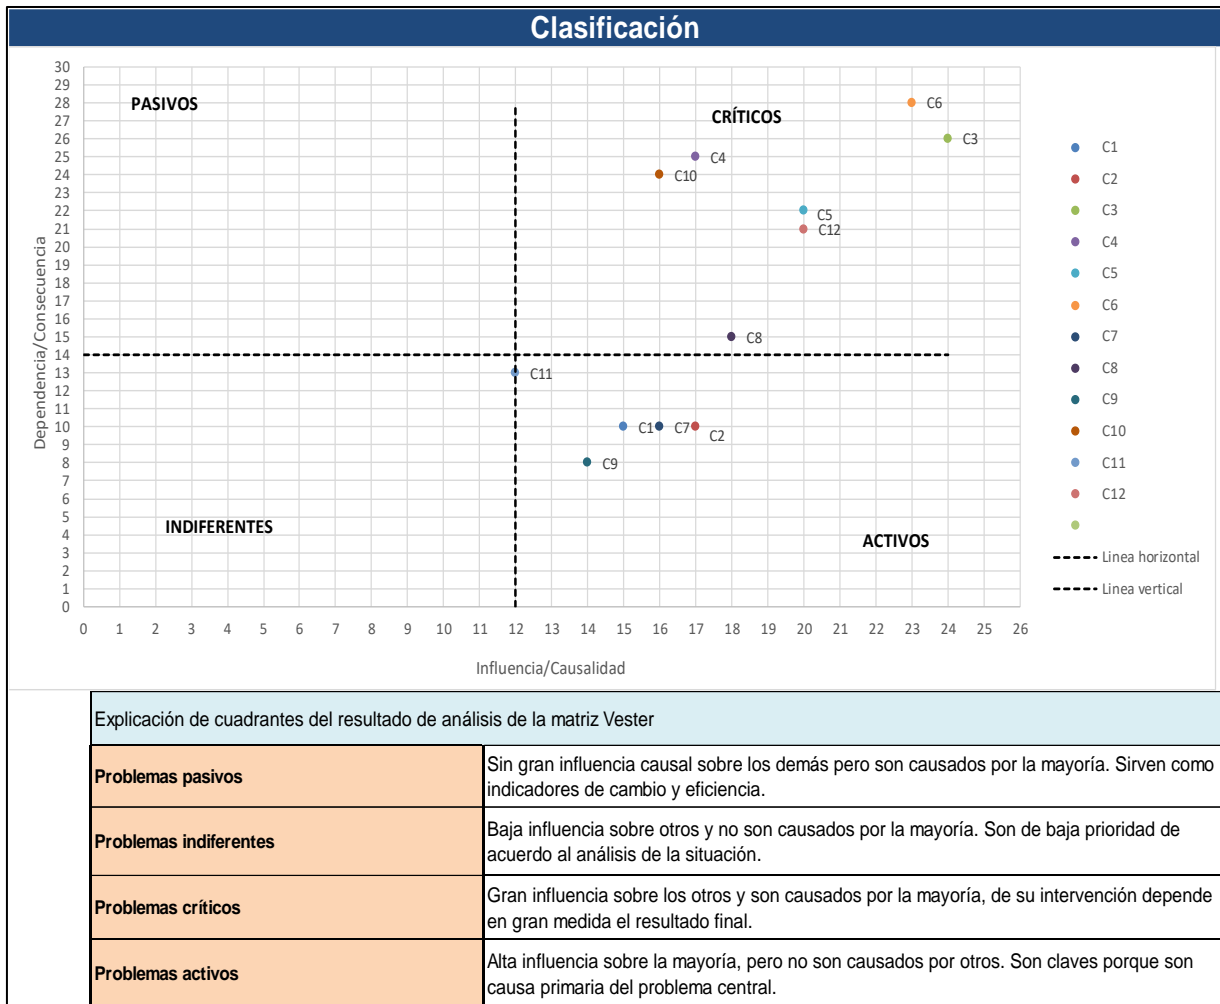 Clasificación
30
29
28
27
26
25
24
23
22
21
20
19
18
17
16
15
14
13
12
11
10
9
8
7
6
5
4
3
2
1
0
Dependencia/Consecuencia
PASIVOS
CRÍTICOS
C6
C3
C4
C10
C5
C12
C8
C11
C1
C7
C2
C9
INDIFERENTES
ACTIVOS
0 1 2 3 4 5 6 7 8 9 10 11 12 13 14 15 16 17 18 19 20 21 22 23 24 25 26
Influencia/Causalidad
C1
C2
C3
C4
C5
C6
C7
C8
C9
C10
C11
C12
Linea horizontal
Linea vertical
Explicación de cuadrantes del resultado de análisis de la matriz Vester
Problemas pasivos
Sin gran influencia causal sobre los demás pero son causados por la mayoría. Sirven como
indicadores de cambio y eficiencia.
Problemas indiferentes
Baja influencia sobre otros y no son causados por la mayoría. Son de baja prioridad de
acuerdo al análisis de la situación.
Problemas críticos
Gran influencia sobre los otros y son causados por la mayoría, de su intervención depende
en gran medida el resultado final.
Problemas activos
Alta influencia sobre la mayoría, pero no son causados por otros. Son claves porque son
causa primaria del problema central.